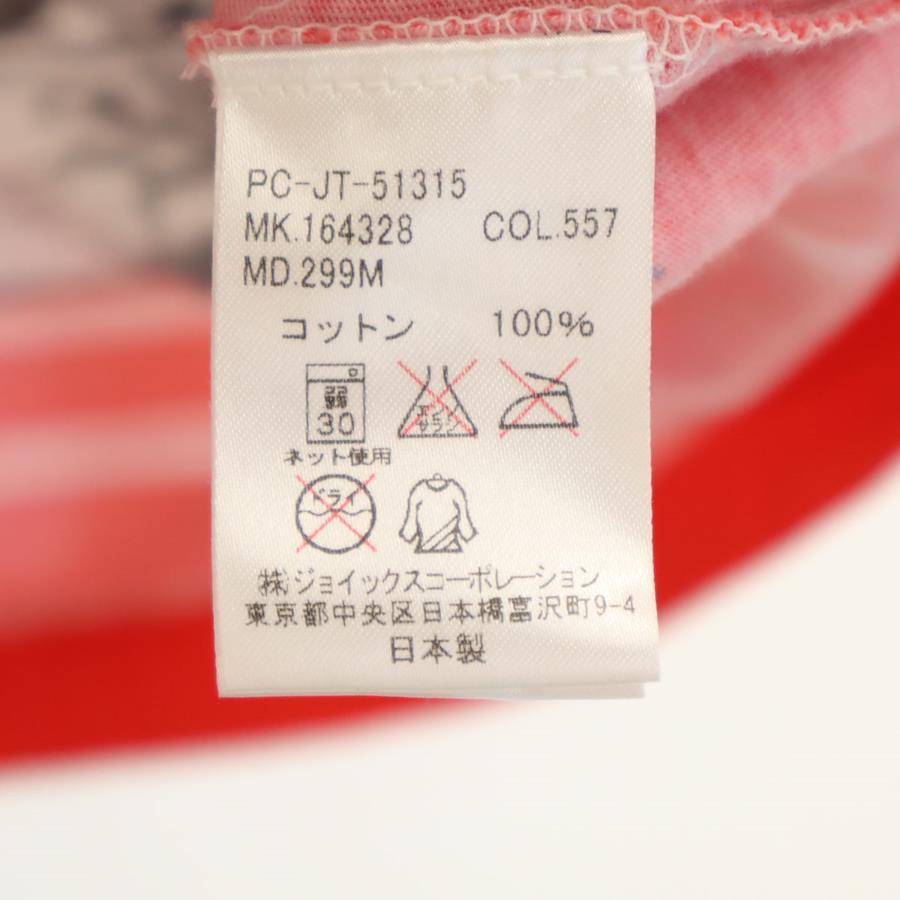 PC-JT-51315
MK.164328 COL.557
MD.299M
コットン 100%
弱 エンソ
30 サラシ
ネット使用
ドライ
㈱ジョイックスコーポレーション
東京都中央区日本橋富沢町9-4
日本製